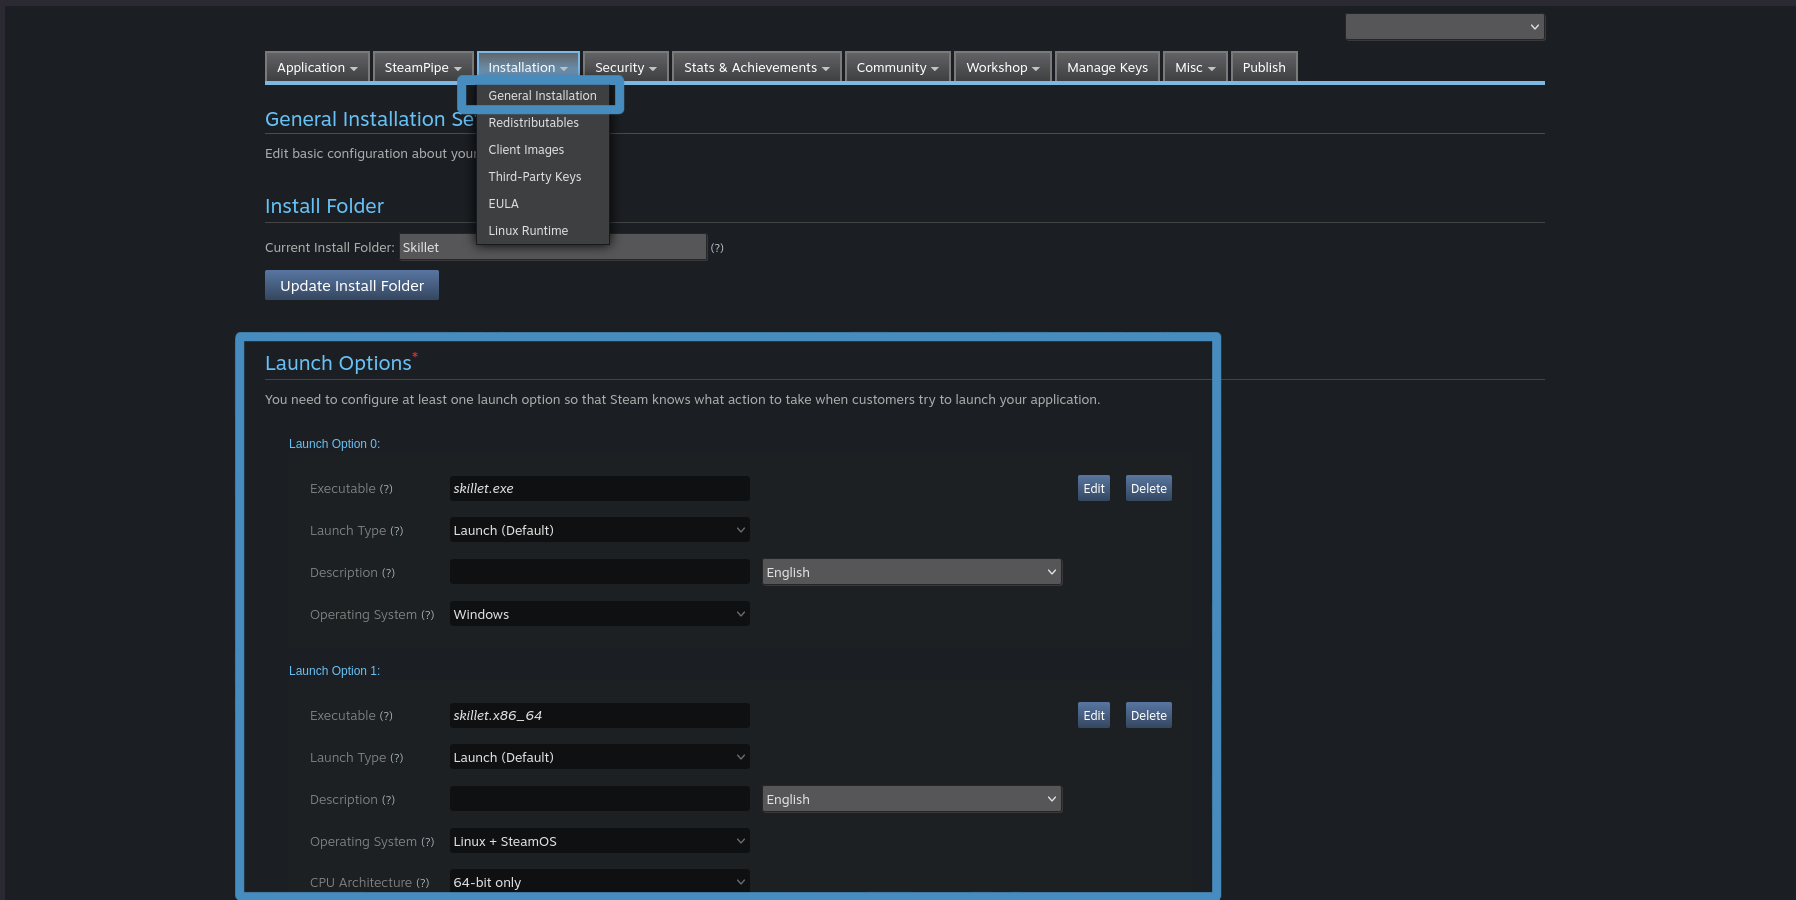 Application SteamPipe Installation Security Stats & Achievements Community Workshop Manage Keys Misc Publish
General Installation
Redistributables
Client Images
Third-Party Keys
EULA
Linux Runtime
General Installation Se
Edit basic configuration about your
Install Folder
Current Install Folder: Skillet (?)
Update Install Folder
Launch Options*
You need to configure at least one launch option so that Steam knows what action to take when customers try to launch your application.
Launch Option 0:
Executable (?) skillet.exe Edit Delete
Launch Type (?) Launch (Default)
Description (?) English
Operating System (?) Windows
Launch Option 1:
Executable (?) skillet.x86_64 Edit Delete
Launch Type (?) Launch (Default)
Description (?) English
Operating System (?) Linux + SteamOS
CPU Architecture (?) 64-bit only